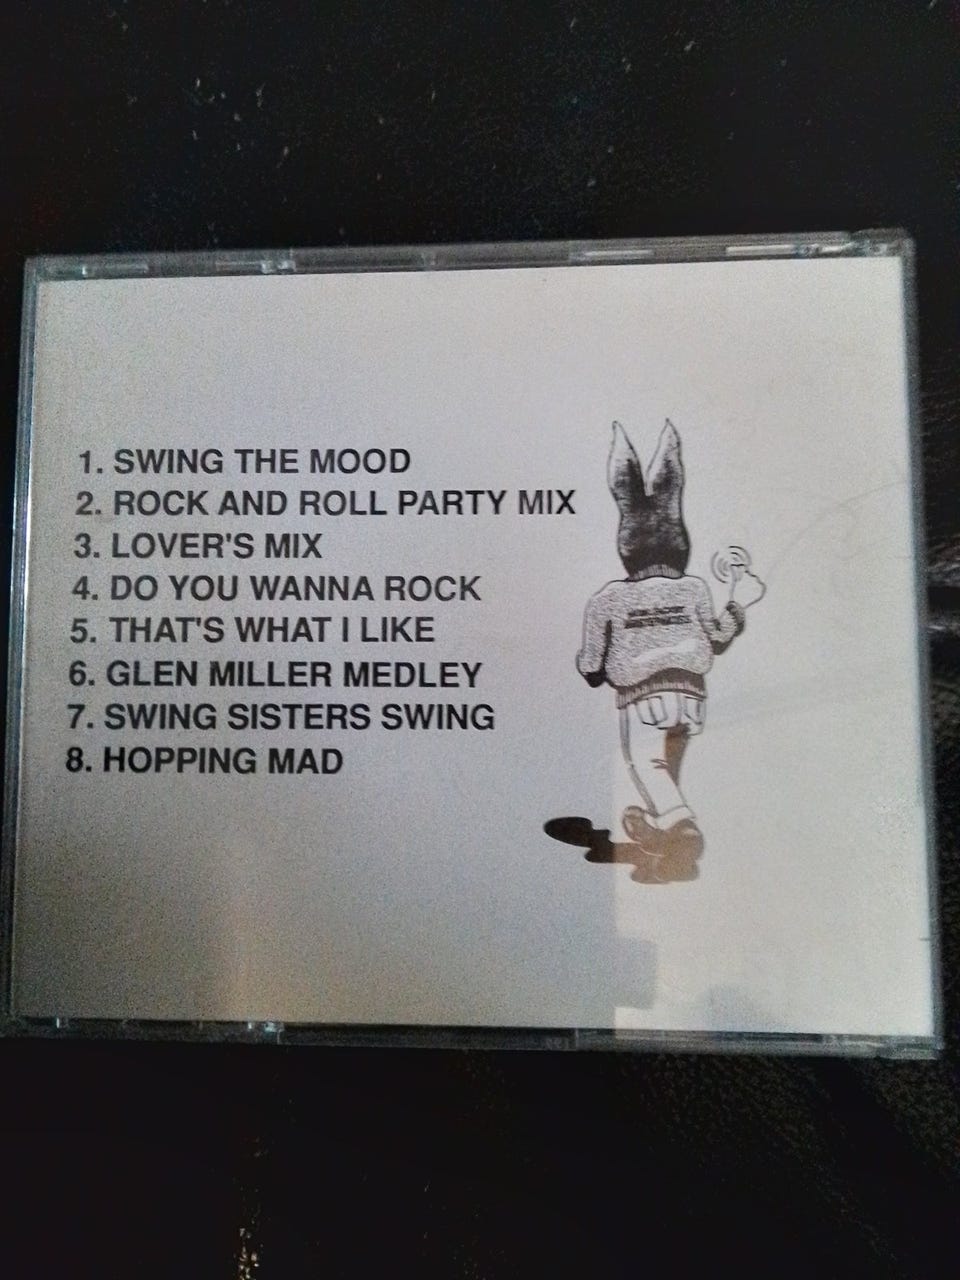 1. SWING THE MOOD
2. ROCK AND ROLL PARTY MIX
3. LOVER'S MIX
4. DO YOU WANNA ROCK
5. THAT'S WHAT I LIKE
6. GLEN MILLER MEDLEY
7. SWING SISTERS SWING
8. HOPPING MAD